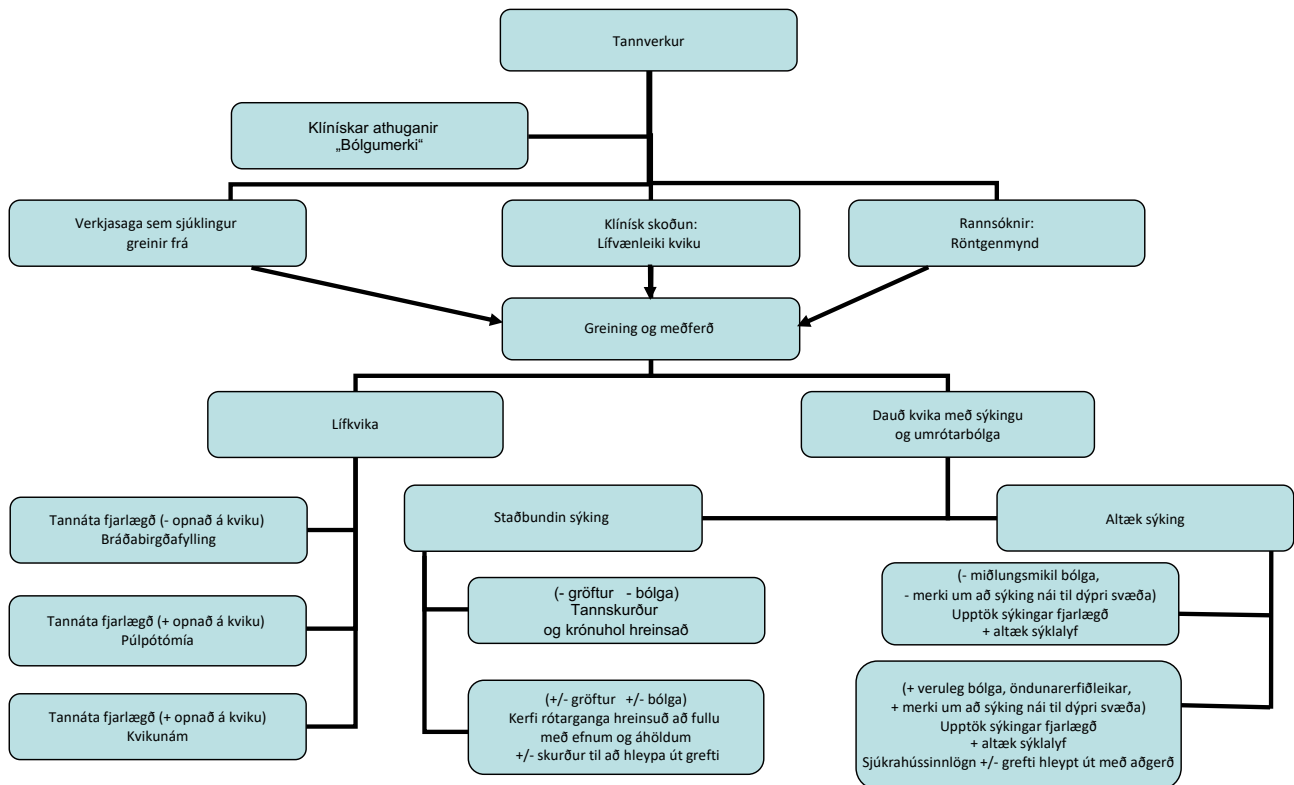 Tannverkur
Klínískar athuganir
„Bólgumerki“
Verkjasaga sem sjúklingur
greinir frá
Klínísk skoðun:
Lífvænleiki kviku
Rannsóknir:
Röntgenmynd
Greining og meðferð
Lífkvika
Dauð kvika með sýkingu
og umrótarbólga
Tannáta fjarlægð (- opnað á kviku)
Bráðabirgðafylling
Tannáta fjarlægð (+ opnað á kviku)
Púlpótómía
Tannáta fjarlægð (+ opnað á kviku)
Kvikunám
Staðbundin sýking
(- gröftur - bólga)
Tannskurður
og krónuhol hreinsað
(+/- gröftur +/- bólga)
Kerfi rótarganga hreinsuð að fullu
með efnum og áhöldum
+/- skurður til að hleypa út grefti
Altæk sýking
(- miðlungsmikil bólga,
- merki um að sýking nái til dýpri svæða)
Upptök sýkingar fjarlægð
+ altæk sýklalyf
(+ veruleg bólga, öndunarerfiðleikar,
+ merki um að sýking nái til dýpri svæða)
Upptök sýkingar fjarlægð
+ altæk sýklalyf
Sjúkrahússinnlögn +/- grefti hleypt út með aðgerð